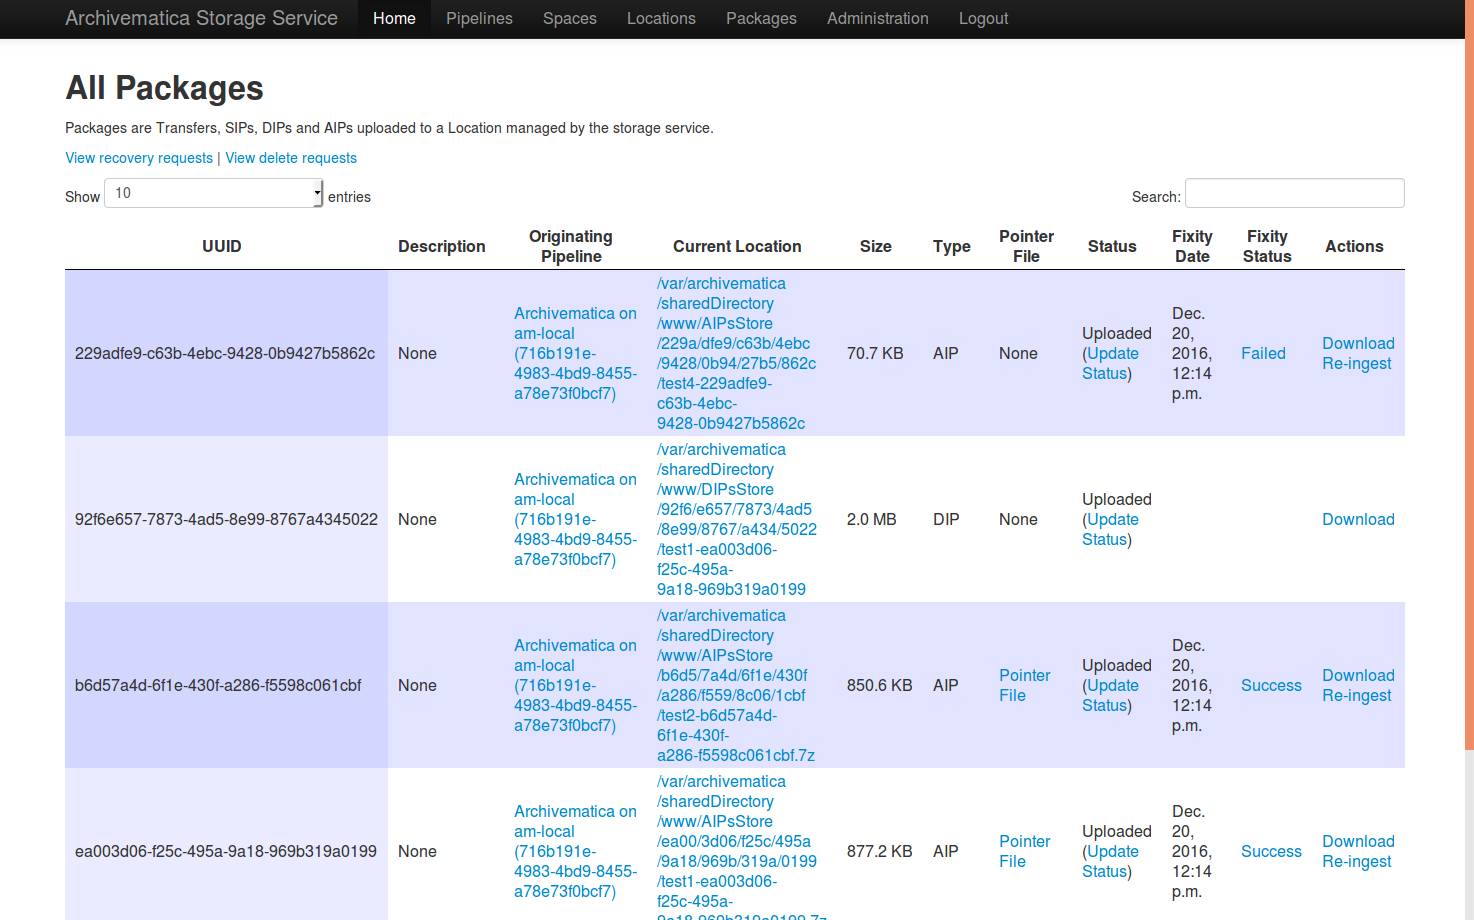 Archivematica Storage Service Home Pipelines Spaces Locations Packages Administration Logout
All Packages
Packages are Transfers, SIPs, DIPs and AIPs uploaded to a Location managed by the storage service.
View recovery requests | View delete requests
Show 10 entries Search:
UUID Description Originating Pipeline Current Location Size Type Pointer File Status Fixity Date Fixity Status Actions
229adfe9-c63b-4ebc-9428-0b9427b5862c
None
Archivematica on
am-local
(716b191e-
4983-4bd9-8455-
a78e73f0bcf7)
/var/archivematica
/sharedDirectory
/www/AIPsStore
/229a/dfe9/c63b/4ebc
/9428/0b94/27b5/862c
/test4-229adfe9-
c63b-4ebc-
9428-0b9427b5862c
70.7 KB
AIP
None
Uploaded
(Update
Status)
Dec.
20,
2016,
12:14
p.m.
Failed
Download
Re-ingest
92f6e657-7873-4ad5-8e99-8767a4345022
None
Archivematica on
am-local
(716b191e-
4983-4bd9-8455-
a78e73f0bcf7)
/var/archivematica
/sharedDirectory
/www/DIPsStore
/92f6/e657/7873/4ad5
/8e99/8767/a434/5022
/test1-ea003d06-
f25c-495a-
9a18-969b319a0199
2.0 MB
DIP
None
Uploaded
(Update
Status)
Download
b6d57a4d-6f1e-430f-a286-f5598c061cbf
None
Archivematica on
am-local
(716b191e-
4983-4bd9-8455-
a78e73f0bcf7)
/var/archivematica
/sharedDirectory
/www/AIPsStore
/b6d5/7a4d/6f1e/430f
/a286/f559/8c06/1cbf
/test2-b6d57a4d-
6f1e-430f-
a286-f5598c061cbf.7z
850.6 KB
AIP
Pointer
File
Uploaded
(Update
Status)
Dec.
20,
2016,
12:14
p.m.
Success
Download
Re-ingest
ea003d06-f25c-495a-9a18-969b319a0199
None
Archivematica on
am-local
(716b191e-
4983-4bd9-8455-
a78e73f0bcf7)
/var/archivematica
/sharedDirectory
/www/AIPsStore
/ea00/3d06/f25c/495a
/9a18/969b/319a/0199
/test1-ea003d06-
f25c-495a-
9a18-969b319a0199.7z
877.2 KB
AIP
Pointer
File
Uploaded
(Update
Status)
Dec.
20,
2016,
12:14
p.m.
Success
Download
Re-ingest